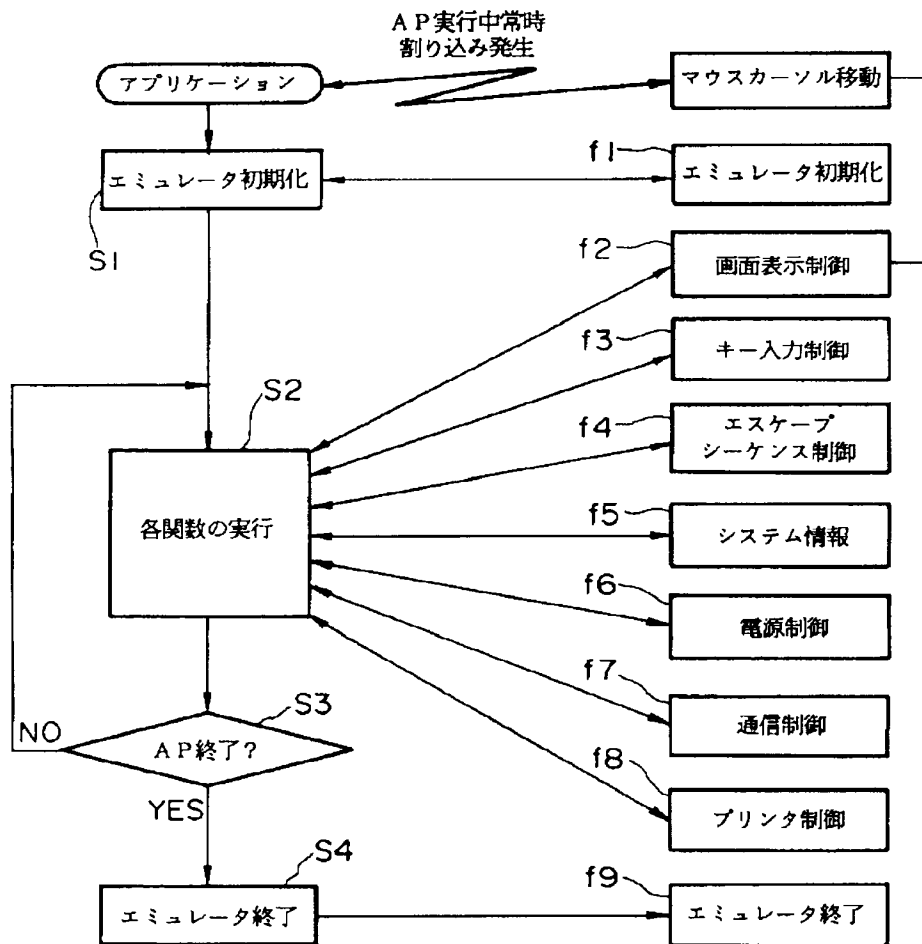 AP実行中常時
割り込み発生
アプリケーション
マウスカーソル移動
エミュレータ初期化
S1
f1
エミュレータ初期化
f2
画面表示制御
f3
キー入力制御
S2
各関数の実行
f4
エスケープ
シーケンス制御
f5
システム情報
f6
電源制御
f7
通信制御
S3
AP終了?
NO
YES
f8
プリンタ制御
S4
エミュレータ終了
f9
エミュレータ終了